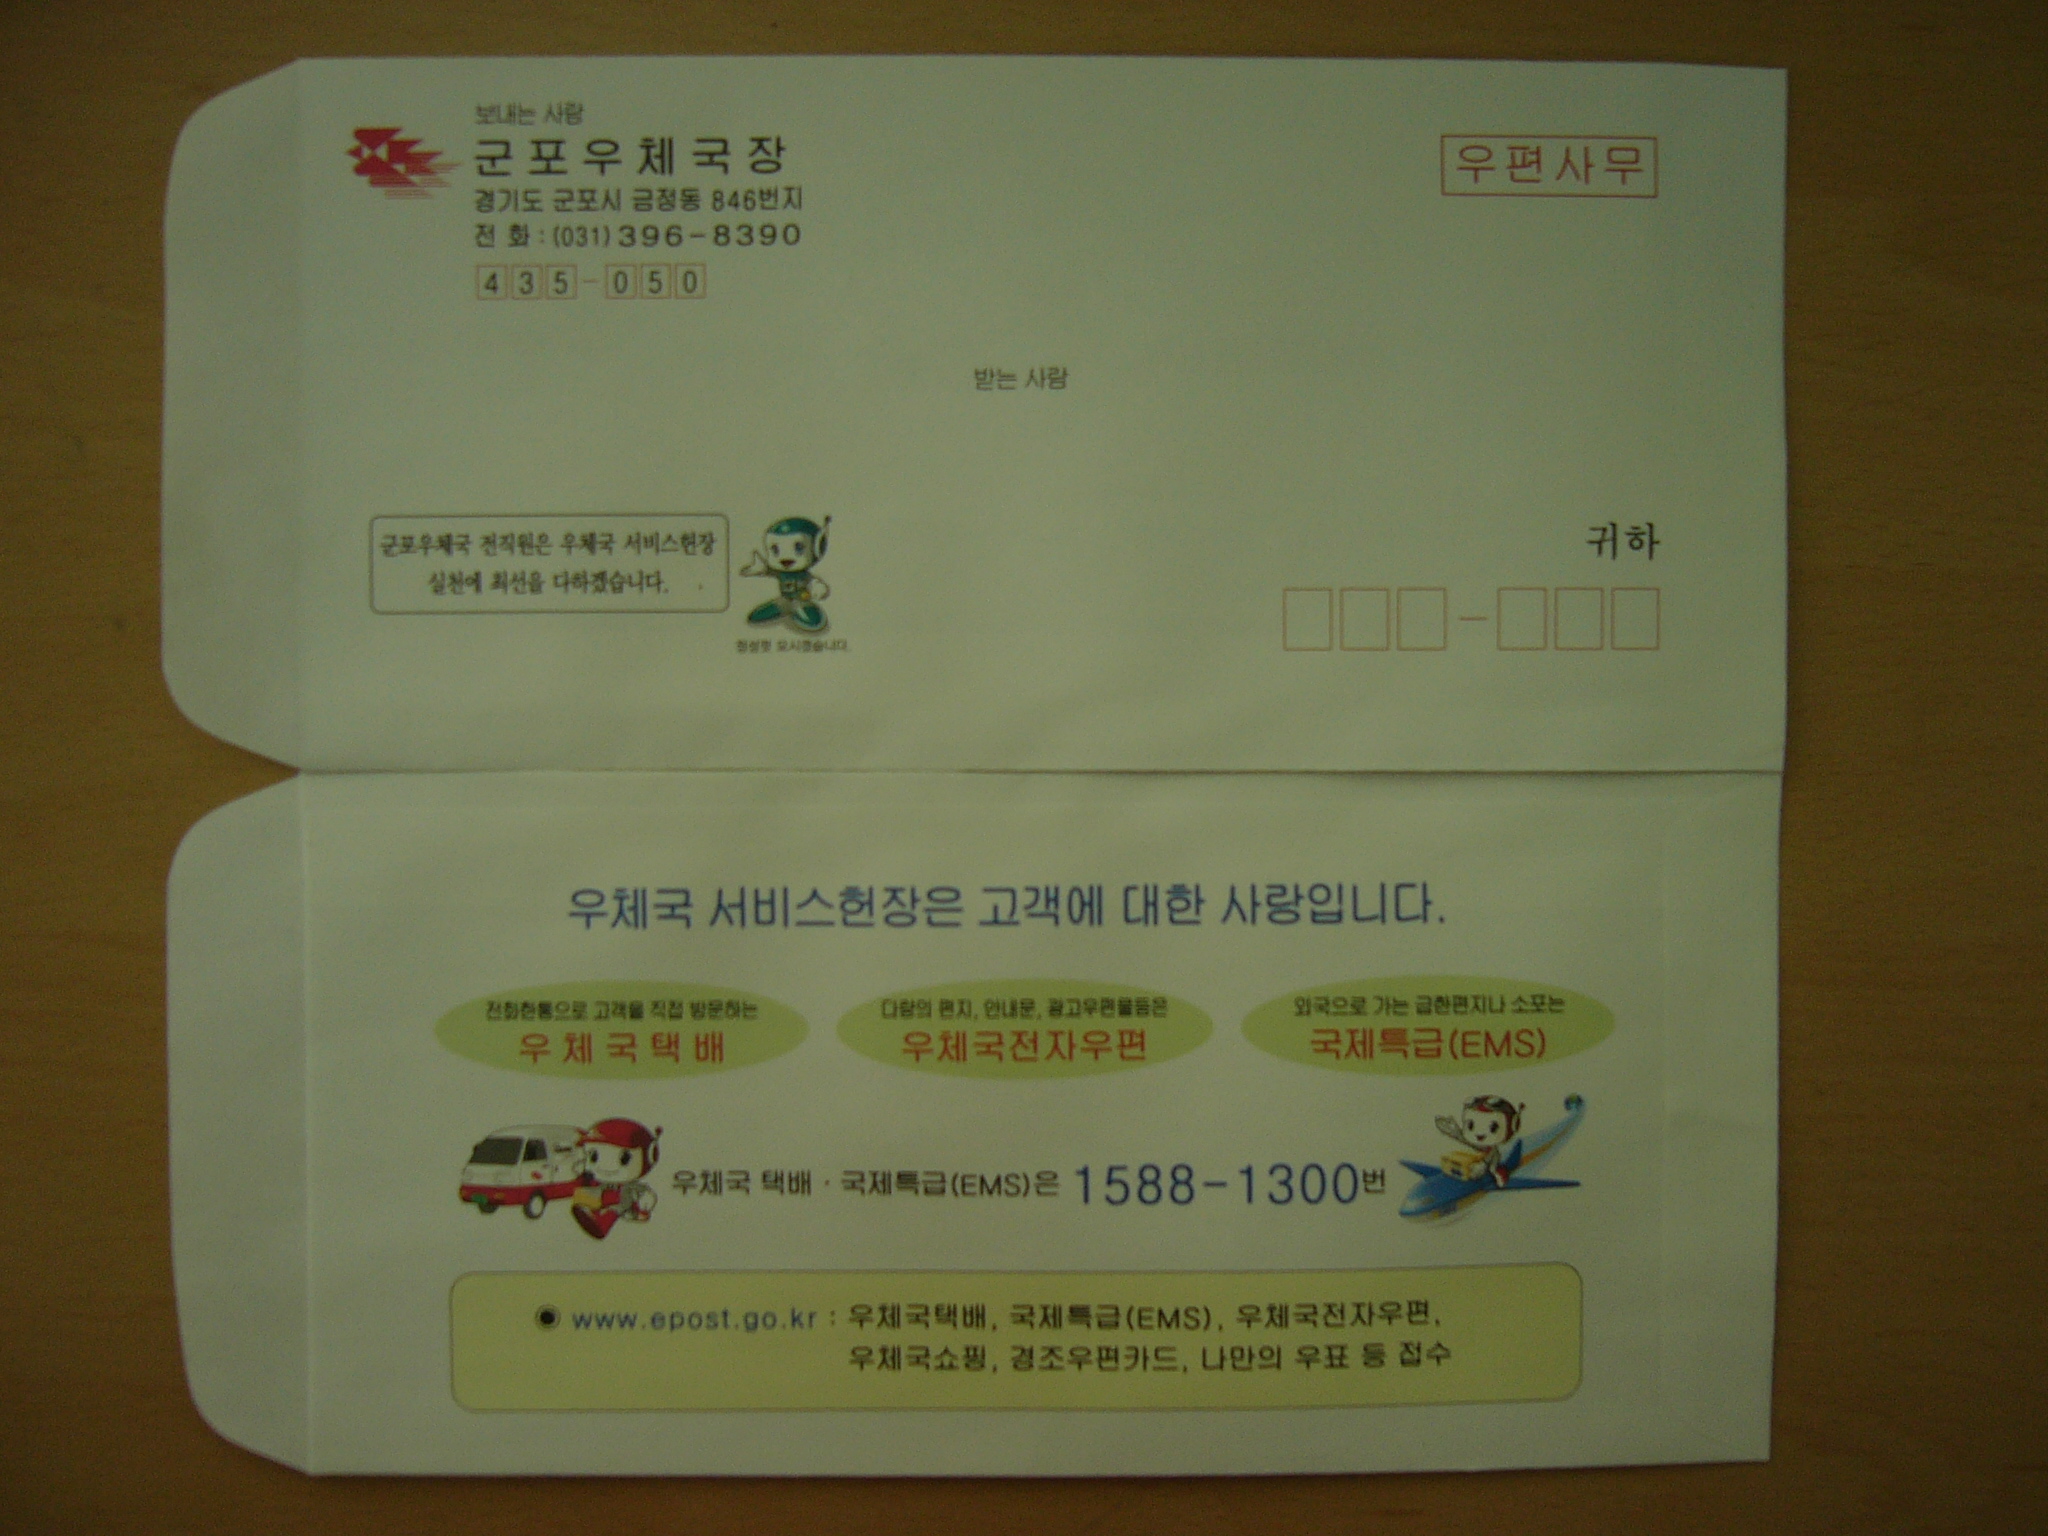 보내는 사람
군포우체국장
경기도 군포시 금정동 846번지
전 화 : (031) 396-8390
435-050
우편사무
받는 사람
군포우체국 전직원은 우체국 서비스헌장
실천에 최선을 다하겠습니다.
정성껏 모시겠습니다.
귀하
우체국 서비스헌장은 고객에 대한 사랑입니다.
전화한통으로 고객을 직접 방문하는
우체국택배
다량의 편지, 안내문, 광고우편물등은
우체국전자우편
외국으로 가는 급한편지나 소포는
국제특급(EMS)
우체국 택배 · 국제특급(EMS)은 1588-1300번
www.epost.go.kr : 우체국택배, 국제특급(EMS), 우체국전자우편,
우체국쇼핑, 경조우편카드, 나만의 우표 등 접수